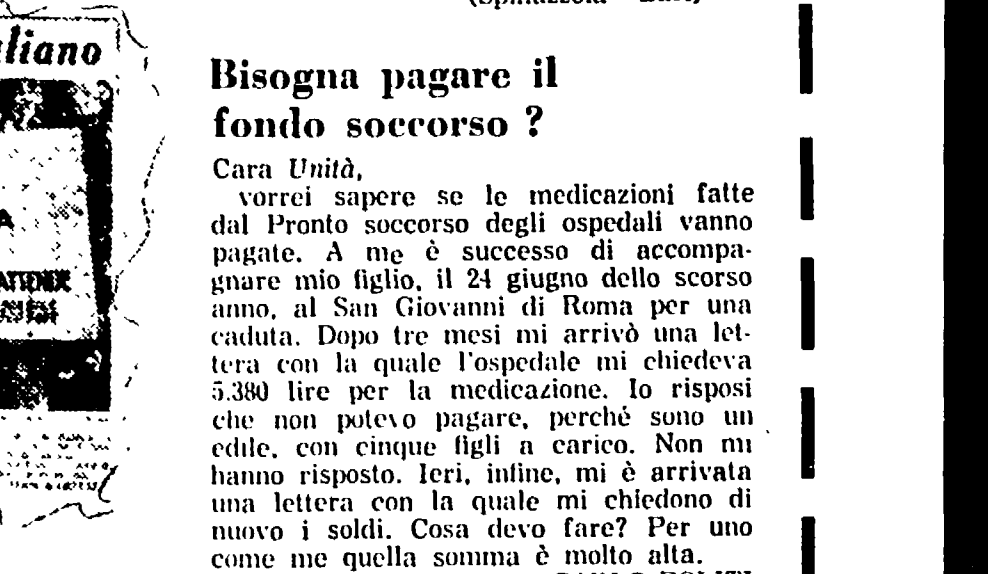 liano
Bisogna pagare il
fondo soccorso ?
Cara Unità,
vorrei sapere se le medicazioni fatte
dal Pronto soccorso degli ospedali vanno
pagate. A me è successo di accompa-
gnare mio figlio, il 24 giugno dello scorso
anno, al San Giovanni di Roma per una
caduta. Dopo tre mesi mi arrivò una let-
tera con la quale l'ospedale mi chiedeva
5.380 lire per la medicazione. Io risposi
che non potevo pagare, perché sono un
edile, con cinque figli a carico. Non mi
hanno risposto. Ieri, infine, mi è arrivata
una lettera con la quale mi chiedono di
nuovo i soldi. Cosa devo fare? Per uno
come me quella somma è molto alta.